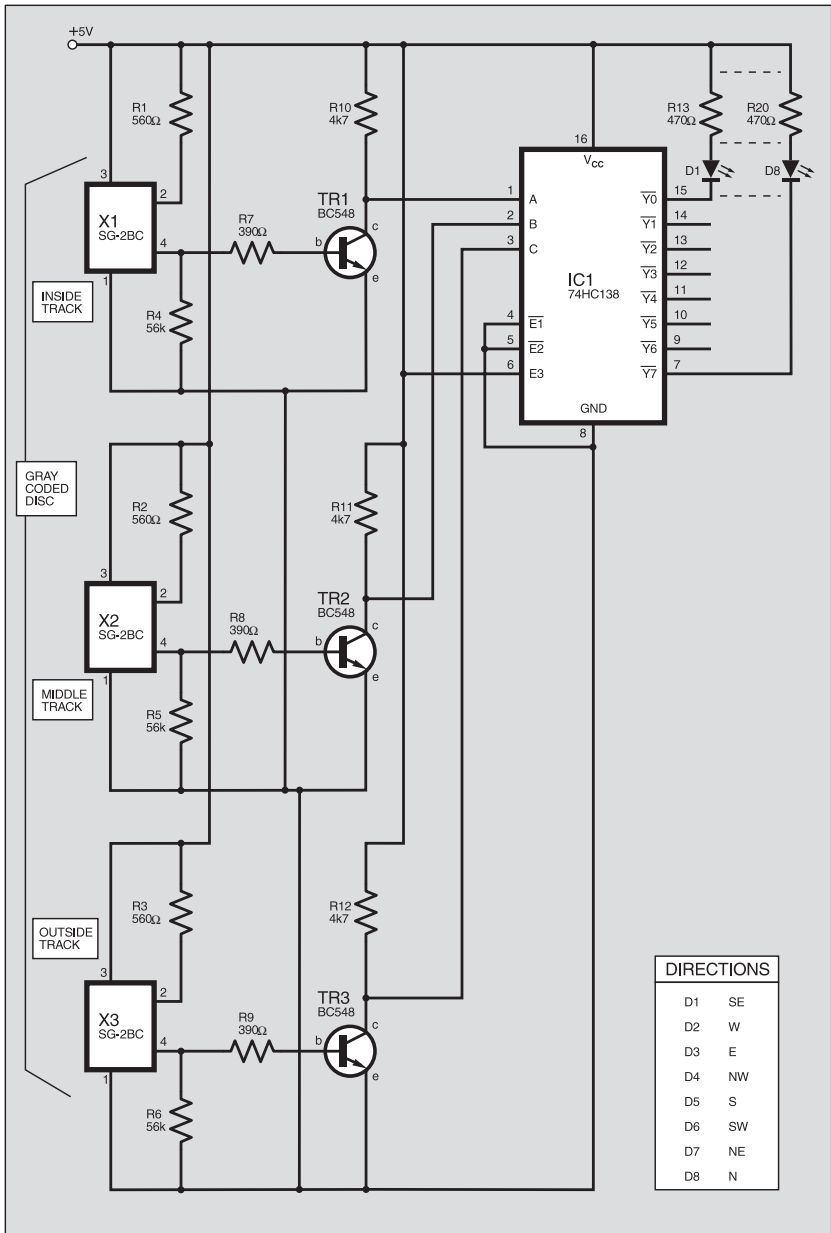 +5V
R1
560Ω
R10
4k7
R13
470Ω
R20
470Ω
16
VCC
3
2
X1
SG-2BC
4
1
R7
390Ω
TR1
BC548
b
c
e
R4
56k
INSIDE
TRACK
1
A
2
B
3
C
4
E1
5
E2
6
E3
IC1
74HC138
GND
8
D1
D8
Y0
15
Y1
14
Y2
13
Y3
12
Y4
11
Y5
10
Y6
9
Y7
7
GRAY
CODED
DISC
R2
560Ω
R11
4k7
3
2
X2
SG-2BC
4
1
R8
390Ω
TR2
BC548
b
c
e
MIDDLE
TRACK
R5
56k
R3
560Ω
R12
4k7
OUTSIDE
TRACK
3
2
X3
SG-2BC
4
1
R9
390Ω
TR3
BC548
b
c
e
R6
56k
DIRECTIONS
D1 SE
D2 W
D3 E
D4 NW
D5 S
D6 SW
D7 NE
D8 N